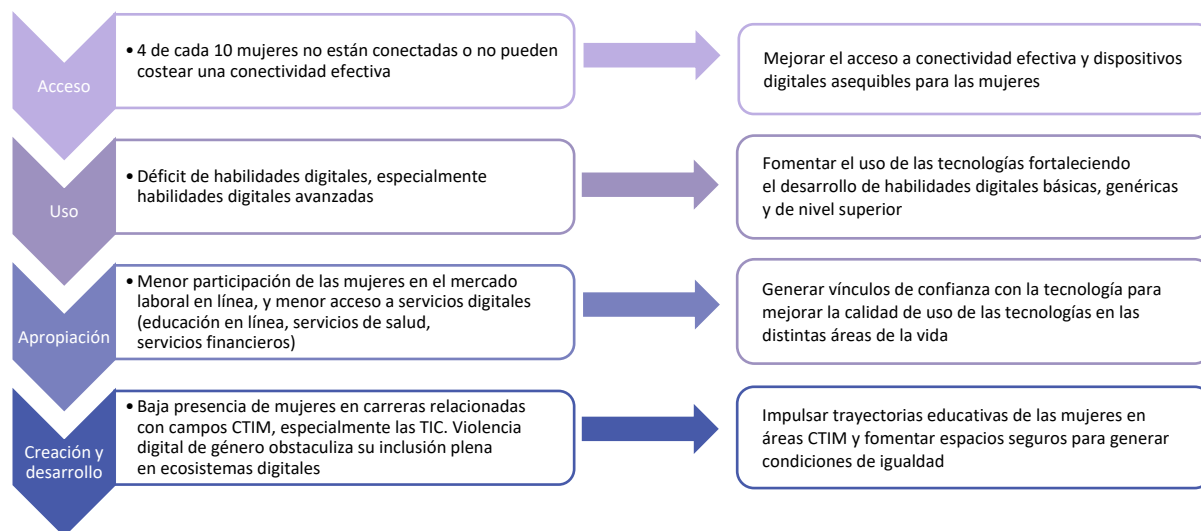 Acceso
• 4 de cada 10 mujeres no están conectadas o no pueden
costear una conectividad efectiva
Mejorar el acceso a conectividad efectiva y dispositivos
digitales asequibles para las mujeres
Uso
• Déficit de habilidades digitales, especialmente
habilidades digitales avanzadas
Fomentar el uso de las tecnologías fortaleciendo
el desarrollo de habilidades digitales básicas, genéricas
y de nivel superior
Apropiación
• Menor participación de las mujeres en el mercado
laboral en línea, y menor acceso a servicios digitales
(educación en línea, servicios de salud,
servicios financieros)
Generar vínculos de confianza con la tecnología para
mejorar la calidad de uso de las tecnologías en las
distintas áreas de la vida
Creación y
desarrollo
• Baja presencia de mujeres en carreras relacionadas
con campos CTIM, especialmente las TIC. Violencia
digital de género obstaculiza su inclusión plena
en ecosistemas digitales
Impulsar trayectorias educativas de las mujeres en
áreas CTIM y fomentar espacios seguros para generar
condiciones de igualdad